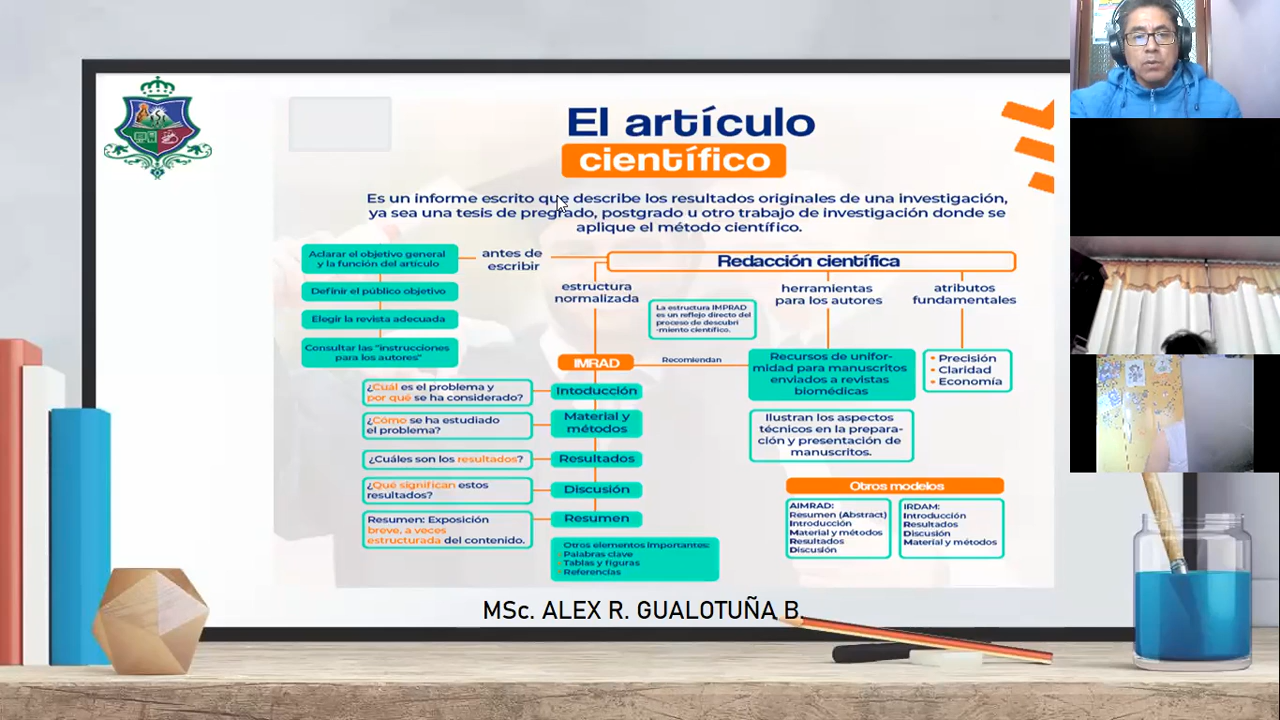 El artículo
científico
Es un informe escrito que describe los resultados originales de una investigación,
ya sea una tesis de pregrado, postgrado u otro trabajo de investigación donde se
aplique el método científico.
Aclarar el objetivo general
y la función del artículo
Definir el público objetivo
Elegir la revista adecuada
Consultar las "instrucciones
para los autores"
antes de
escribir
Redacción científica
estructura
normalizada
La estructura IMPRAD
es un reflejo directo del
proceso de descubri
-miento científico.
herramientas
para los autores
atributos
fundamentales
IMRAD
Recomiendan
Recursos de unifor-
midad para manuscritos
enviados a revistas
biomédicas
Precisión
Claridad
Economía
¿Cuál es el problema y
por qué se ha considerado?
Intoducción
¿Cómo se ha estudiado
el problema?
Material y
métodos
Ilustran los aspectos
técnicos en la prepara-
ción y presentación de
manuscritos.
¿Cuáles son los resultados?
Resultados
¿Qué significan estos
resultados?
Discusión
Resumen: Exposición
breve, a veces
estructurada del contenido.
Resumen
Otros elementos importantes:
Palabras clave
Tablas y figuras
Referencias
Otros modelos
AIMRAD:
Resumen (Abstract)
Introducción
Material y métodos
Resultados
Discusión
IRDAM:
Introducción
Resultados
Discusión
Material y métodos
MSc. ALEX R. GUALOTUÑA B.